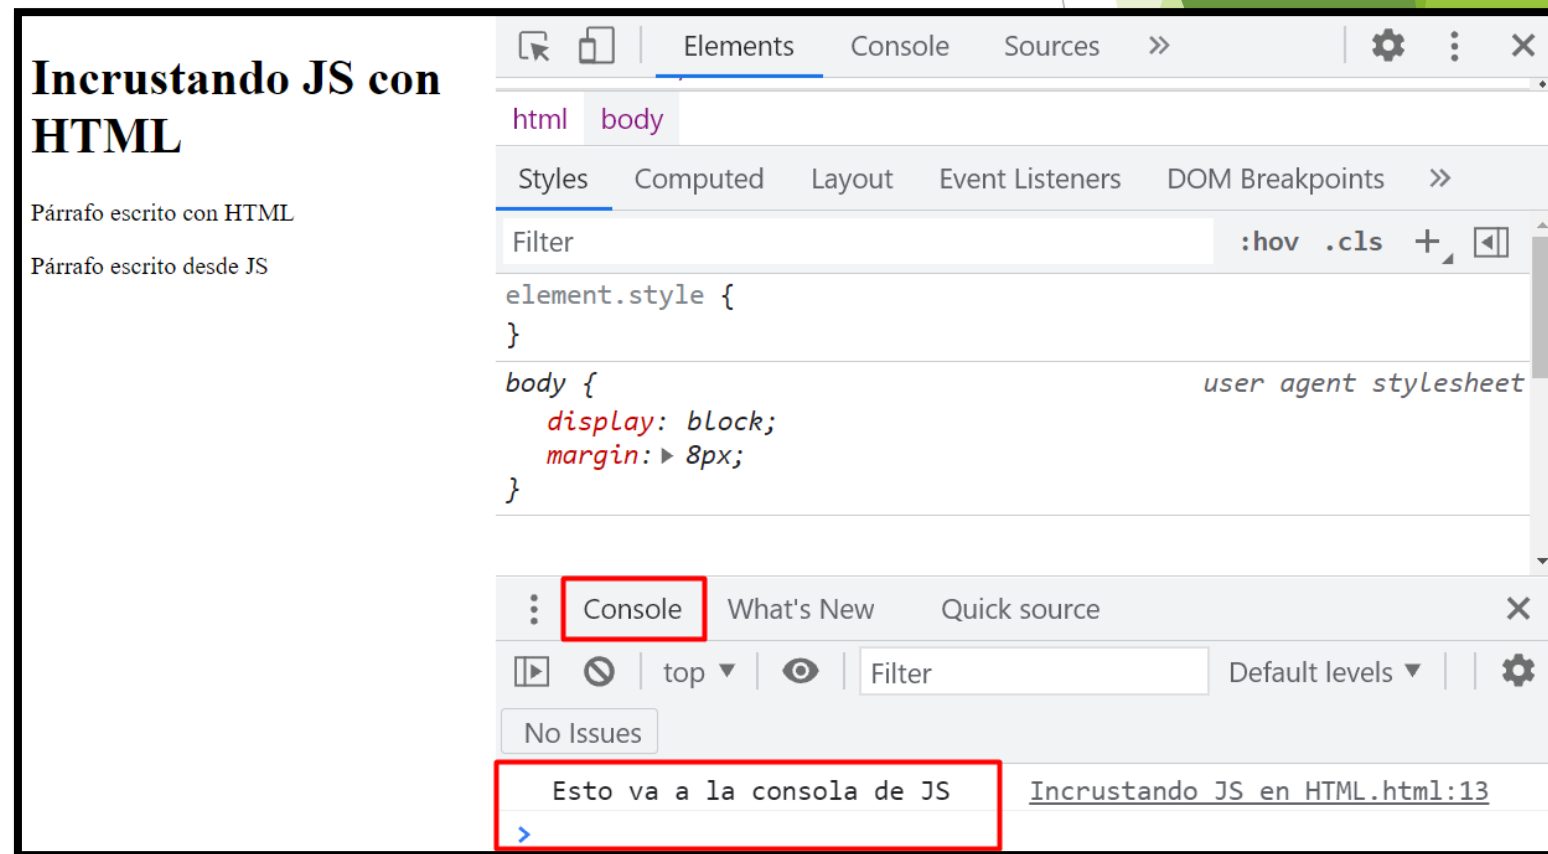 Incrustando JS con
HTML
Párrafo escrito con HTML
Párrafo escrito desde JS
Elements Console Sources »
html body
Styles Computed Layout Event Listeners DOM Breakpoints »
Filter :hov .cls +
element.style {
}
body { user agent stylesheet
display: block;
margin: 8px;
}
Console What's New Quick source
top Filter Default levels
No Issues
Esto va a la consola de JS Incrustando JS en HTML.html:13
>